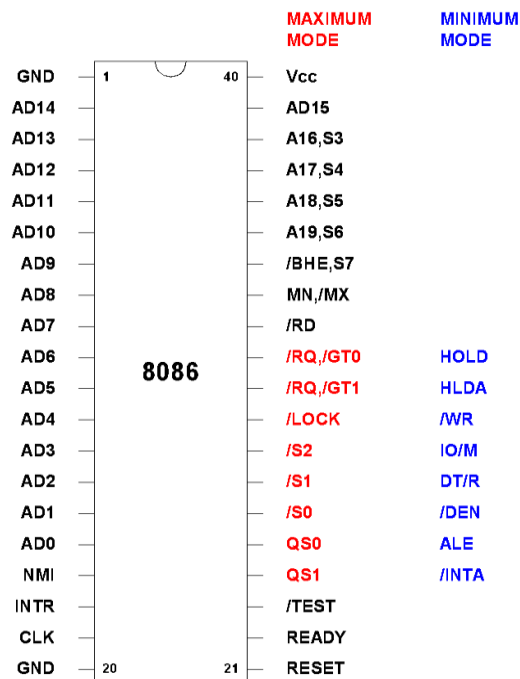 MAXIMUM MODE MINIMUM MODE
GND 1 40 Vcc
AD14 AD15
AD13 A16,S3
AD12 A17,S4
AD11 A18,S5
AD10 A19,S6
AD9 /BHE,S7
AD8 MN,/MX
AD7 /RD
AD6 /RQ,/GT0 HOLD
8086
AD5 /RQ,/GT1 HLDA
AD4 /LOCK /WR
AD3 /S2 IO/M
AD2 /S1 DT/R
AD1 /S0 /DEN
AD0 QS0 ALE
NMI QS1 /INTA
INTR /TEST
CLK READY
GND 20 21 RESET